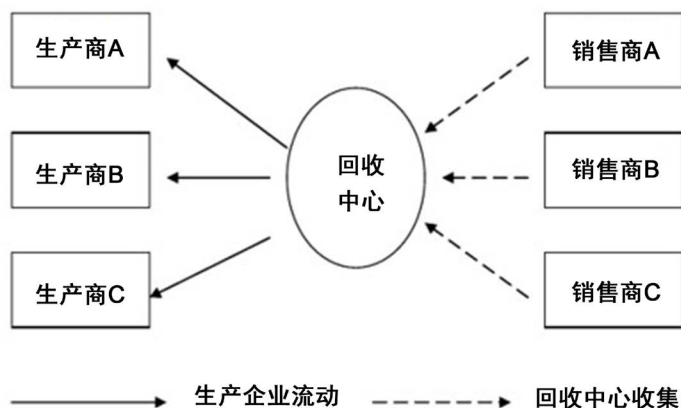 生产商A
销售商A
生产商B
回收
中心
销售商B
生产商C
销售商C
生产企业流动
回收中心收集